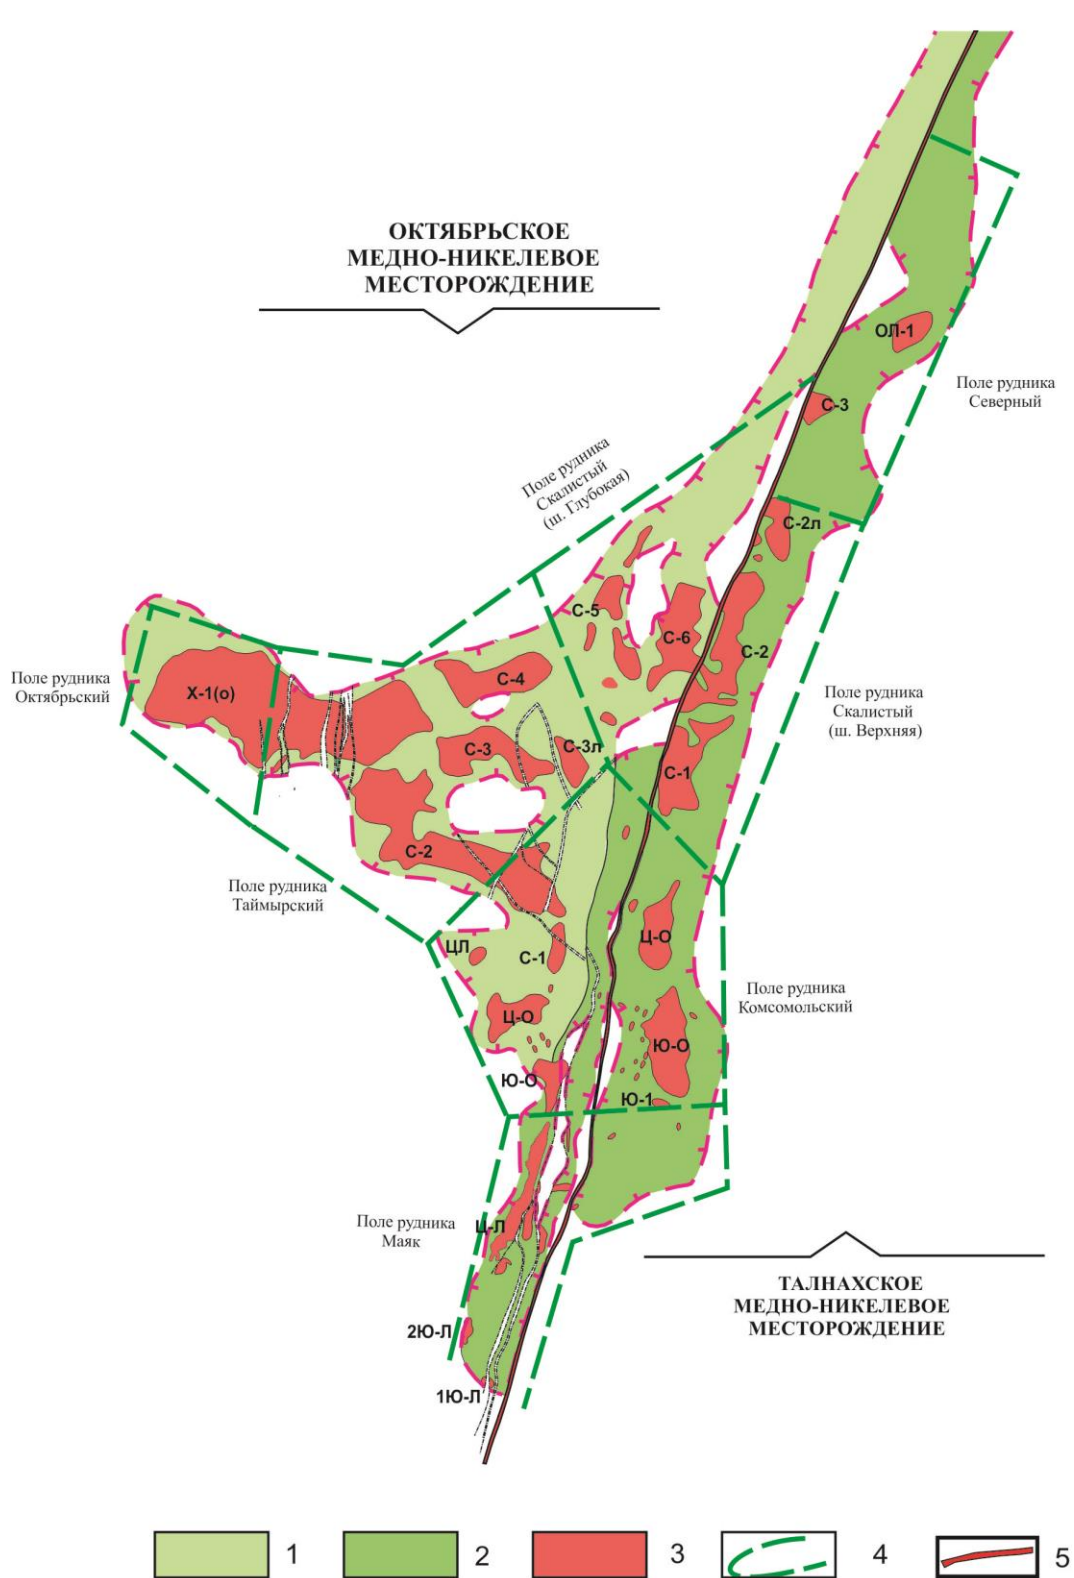 ОКТЯБРЬСКОЕ
МЕДНО-НИКЕЛЕВОЕ
МЕСТОРОЖДЕНИЕ
ОЛ-1
Поле рудника
Северный
С-3
Поле рудника
Скалистый
(ш. Глубокая)
С-2л
С-5
С-6
С-2
Поле рудника
Октябрьский
Х-1(о)
С-4
Поле рудника
Скалистый
(ш. Верхняя)
С-3
С-3л
С-1
С-2
Поле рудника
Таймырский
ЦЛ
С-1
Ц-О
Поле рудника
Комсомольский
Ц-О
Ю-О
Ю-О
Ю-1
Поле рудника
Маяк
Ц-Л
ТАЛНАХСКОЕ
МЕДНО-НИКЕЛЕВОЕ
МЕСТОРОЖДЕНИЕ
2Ю-Л
1Ю-Л
1
2
3
4
5